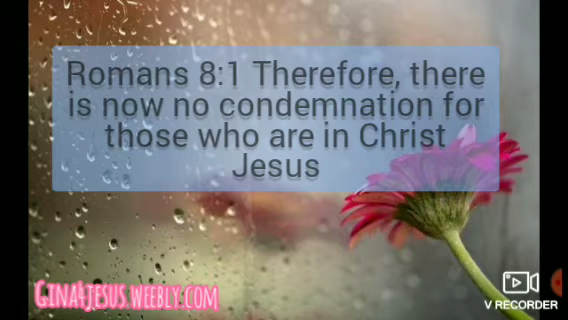 Romans 8:1 Therefore, there
is now no condemnation for
those who are in Christ
Jesus
Gina4jesus.weebly.com
V RECORDER